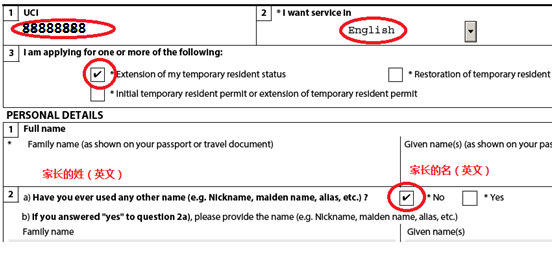 1 UCI
88888888
2 * I want service in
English
3 I am applying for one or more of the following:
✔ * Extension of my temporary resident status
* Restoration of temporary resident
* Initial temporary resident permit or extension of temporary resident permit
PERSONAL DETAILS
1 Full name
* Family name (as shown on your passport or travel document)
Given name(s) (as shown on your pas
家长的姓（英文）
家长的名（英文）
2 a) Have you ever used any other name (e.g. Nickname, maiden name, alias, etc.) ?
✔ * No * Yes
b) If you answered "yes" to question 2a), please provide the name (e.g. Nickname, maiden name, alias, etc.)
Family name
Given name(s)